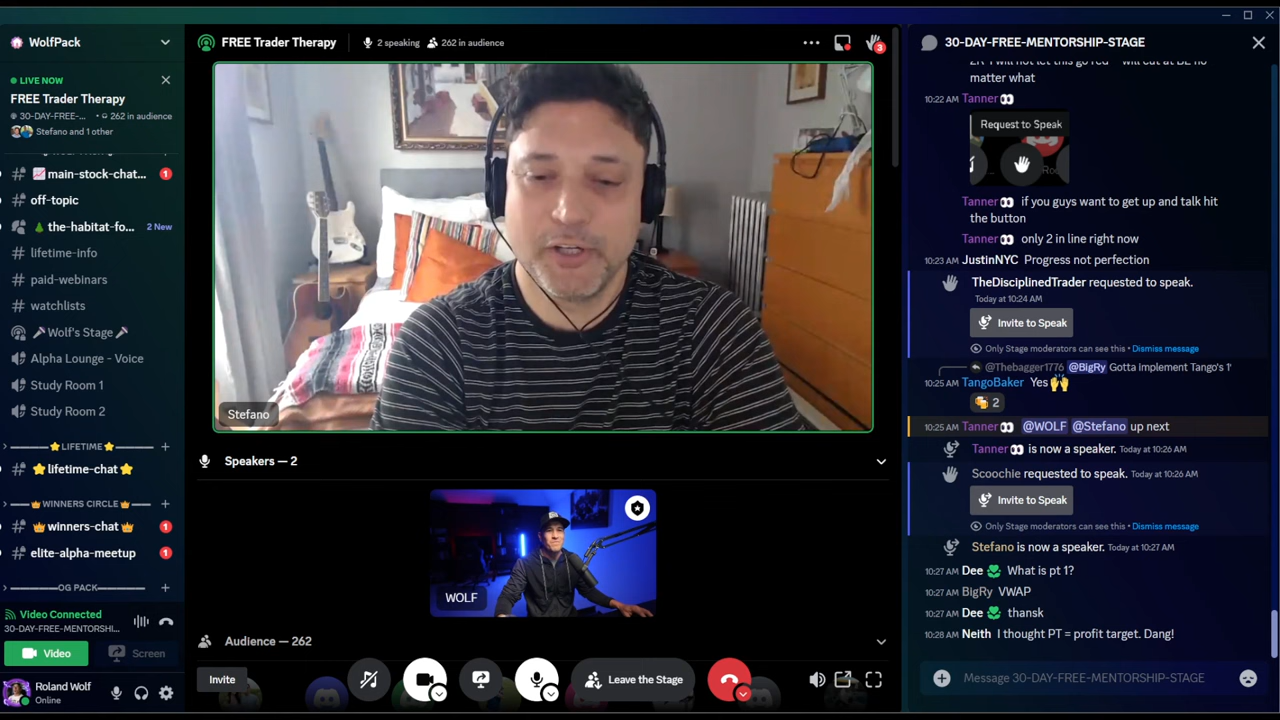 WolfPack
LIVE NOW
FREE Trader Therapy
30-DAY-FREE-... • 262 in audience
Stefano and 1 other
main-stock-chat... 1
off-topic
the-habitat-fo... 2 New
lifetime-info
paid-webinars
watchlists
Wolf's Stage
Alpha Lounge - Voice
Study Room 1
Study Room 2
LIFETIME
lifetime-chat
WINNERS CIRCLE
winners-chat 1
elite-alpha-meetup 1
OG PACK
Video Connected
30-DAY-FREE-MENTORSHI...
Video
Screen
Roland Wolf
Online
FREE Trader Therapy
2 speaking 262 in audience
3
Stefano
Speakers — 2
WOLF
Audience — 262
Invite
Leave the Stage
30-DAY-FREE-MENTORSHIP-STAGE
matter what
10:22 AM Tanner
Request to Speak
Tanner if you guys want to get up and talk hit
the button
Tanner only 2 in line right now
10:23 AM JustinNYC Progress not perfection
TheDisciplinedTrader requested to speak.
Today at 10:24 AM
Invite to Speak
Only Stage moderators can see this • Dismiss message
@Thebagger1776 @BigRy Gotta Implement Tango's 1'
10:25 AM TangoBaker Yes
2
10:25 AM Tanner @WOLF @Stefano up next
Tanner is now a speaker. Today at 10:26 AM
Scoochie requested to speak. Today at 10:26 AM
Invite to Speak
Only Stage moderators can see this • Dismiss message
Stefano is now a speaker. Today at 10:27 AM
10:27 AM Dee What is pt 1?
10:27 AM BigRy VWAP
10:27 AM Dee thansk
10:28 AM Neith I thought PT = profit target. Dang!
Message 30-DAY-FREE-MENTORSHIP-STAGE